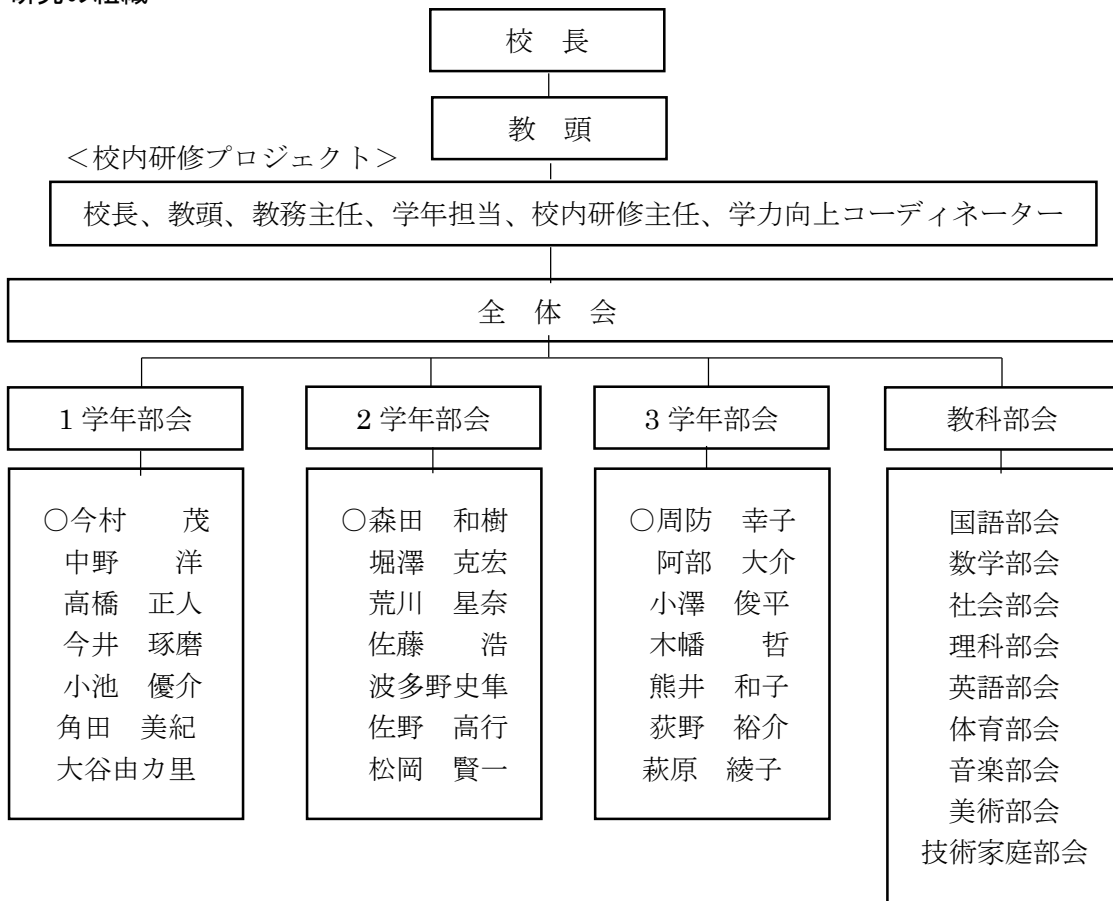 校　長
教　頭
＜校内研修プロジェクト＞
校長、教頭、教務主任、学年担当、校内研修主任、学力向上コーディネーター
全　体　会
1学年部会
○今村　　茂
中野　　洋
高橋　正人
今井　琢磨
小池　優介
角田　美紀
大谷由カ里
2学年部会
○森田　和樹
堀澤　克宏
荒川　星奈
佐藤　　浩
波多野史隼
佐野　高行
松岡　賢一
3学年部会
○周防　幸子
阿部　大介
小澤　俊平
木幡　　哲
熊井　和子
荻野　裕介
萩原　綾子
教科部会
国語部会
数学部会
社会部会
理科部会
英語部会
体育部会
音楽部会
美術部会
技術家庭部会